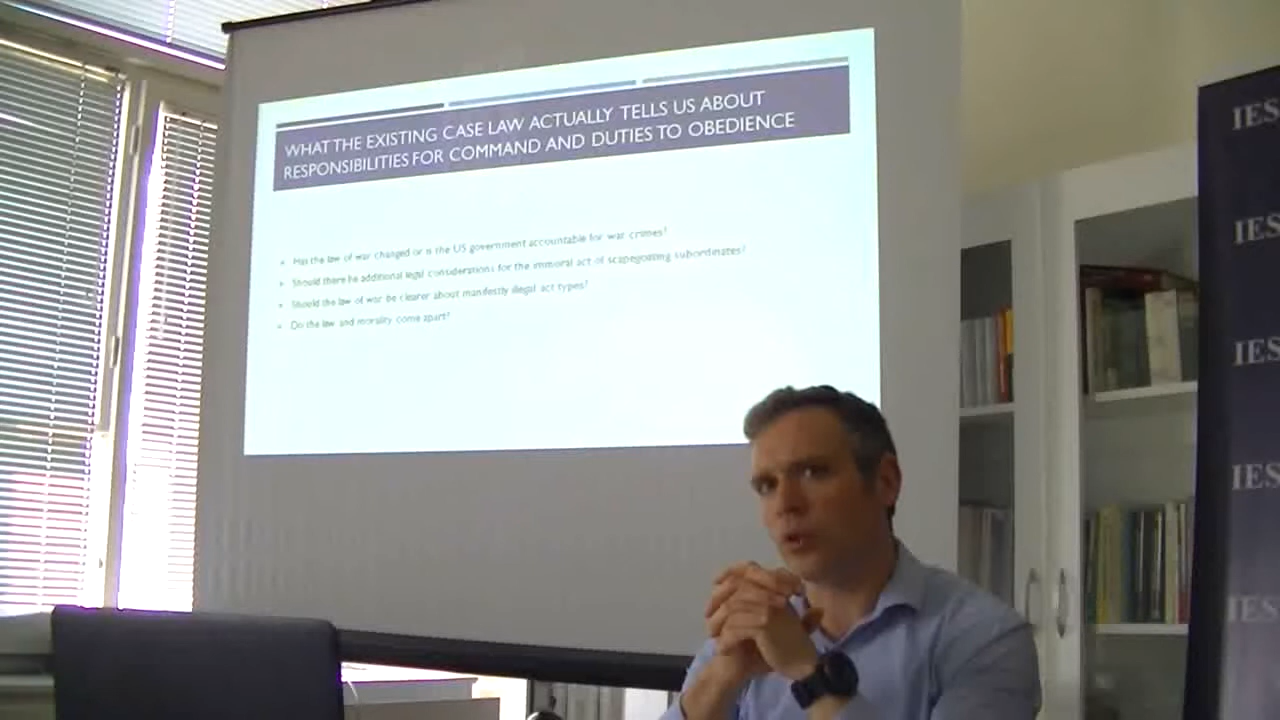 WHAT THE EXISTING CASE LAW ACTUALLY TELLS US ABOUT
RESPONSIBILITIES FOR COMMAND AND DUTIES TO OBEDIENCE
Has the law of war changed or is the US government accountable for war crimes?
Should there be additional legal considerations for the immoral act of scapegoating subordinates?
Should the law of war be clearer about manifestly illegal act types?
Do the law and morality come apart?
IES
IES
IES
IES
IES